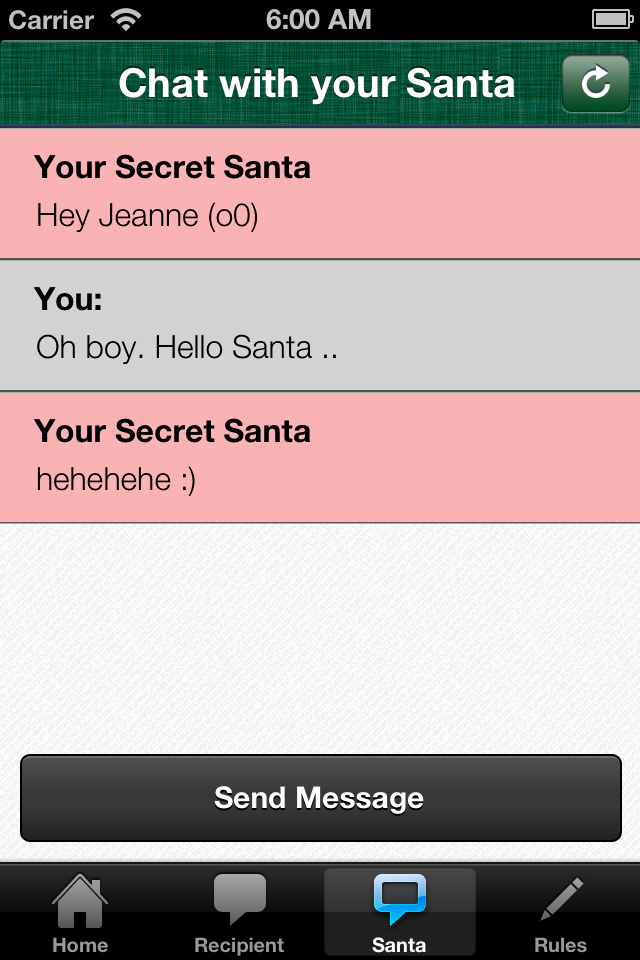 Carrier 6:00 AM
Chat with your Santa
Your Secret Santa
Hey Jeanne (o0)
You:
Oh boy. Hello Santa ..
Your Secret Santa
hehehehe :)
Send Message
Home Recipient Santa Rules